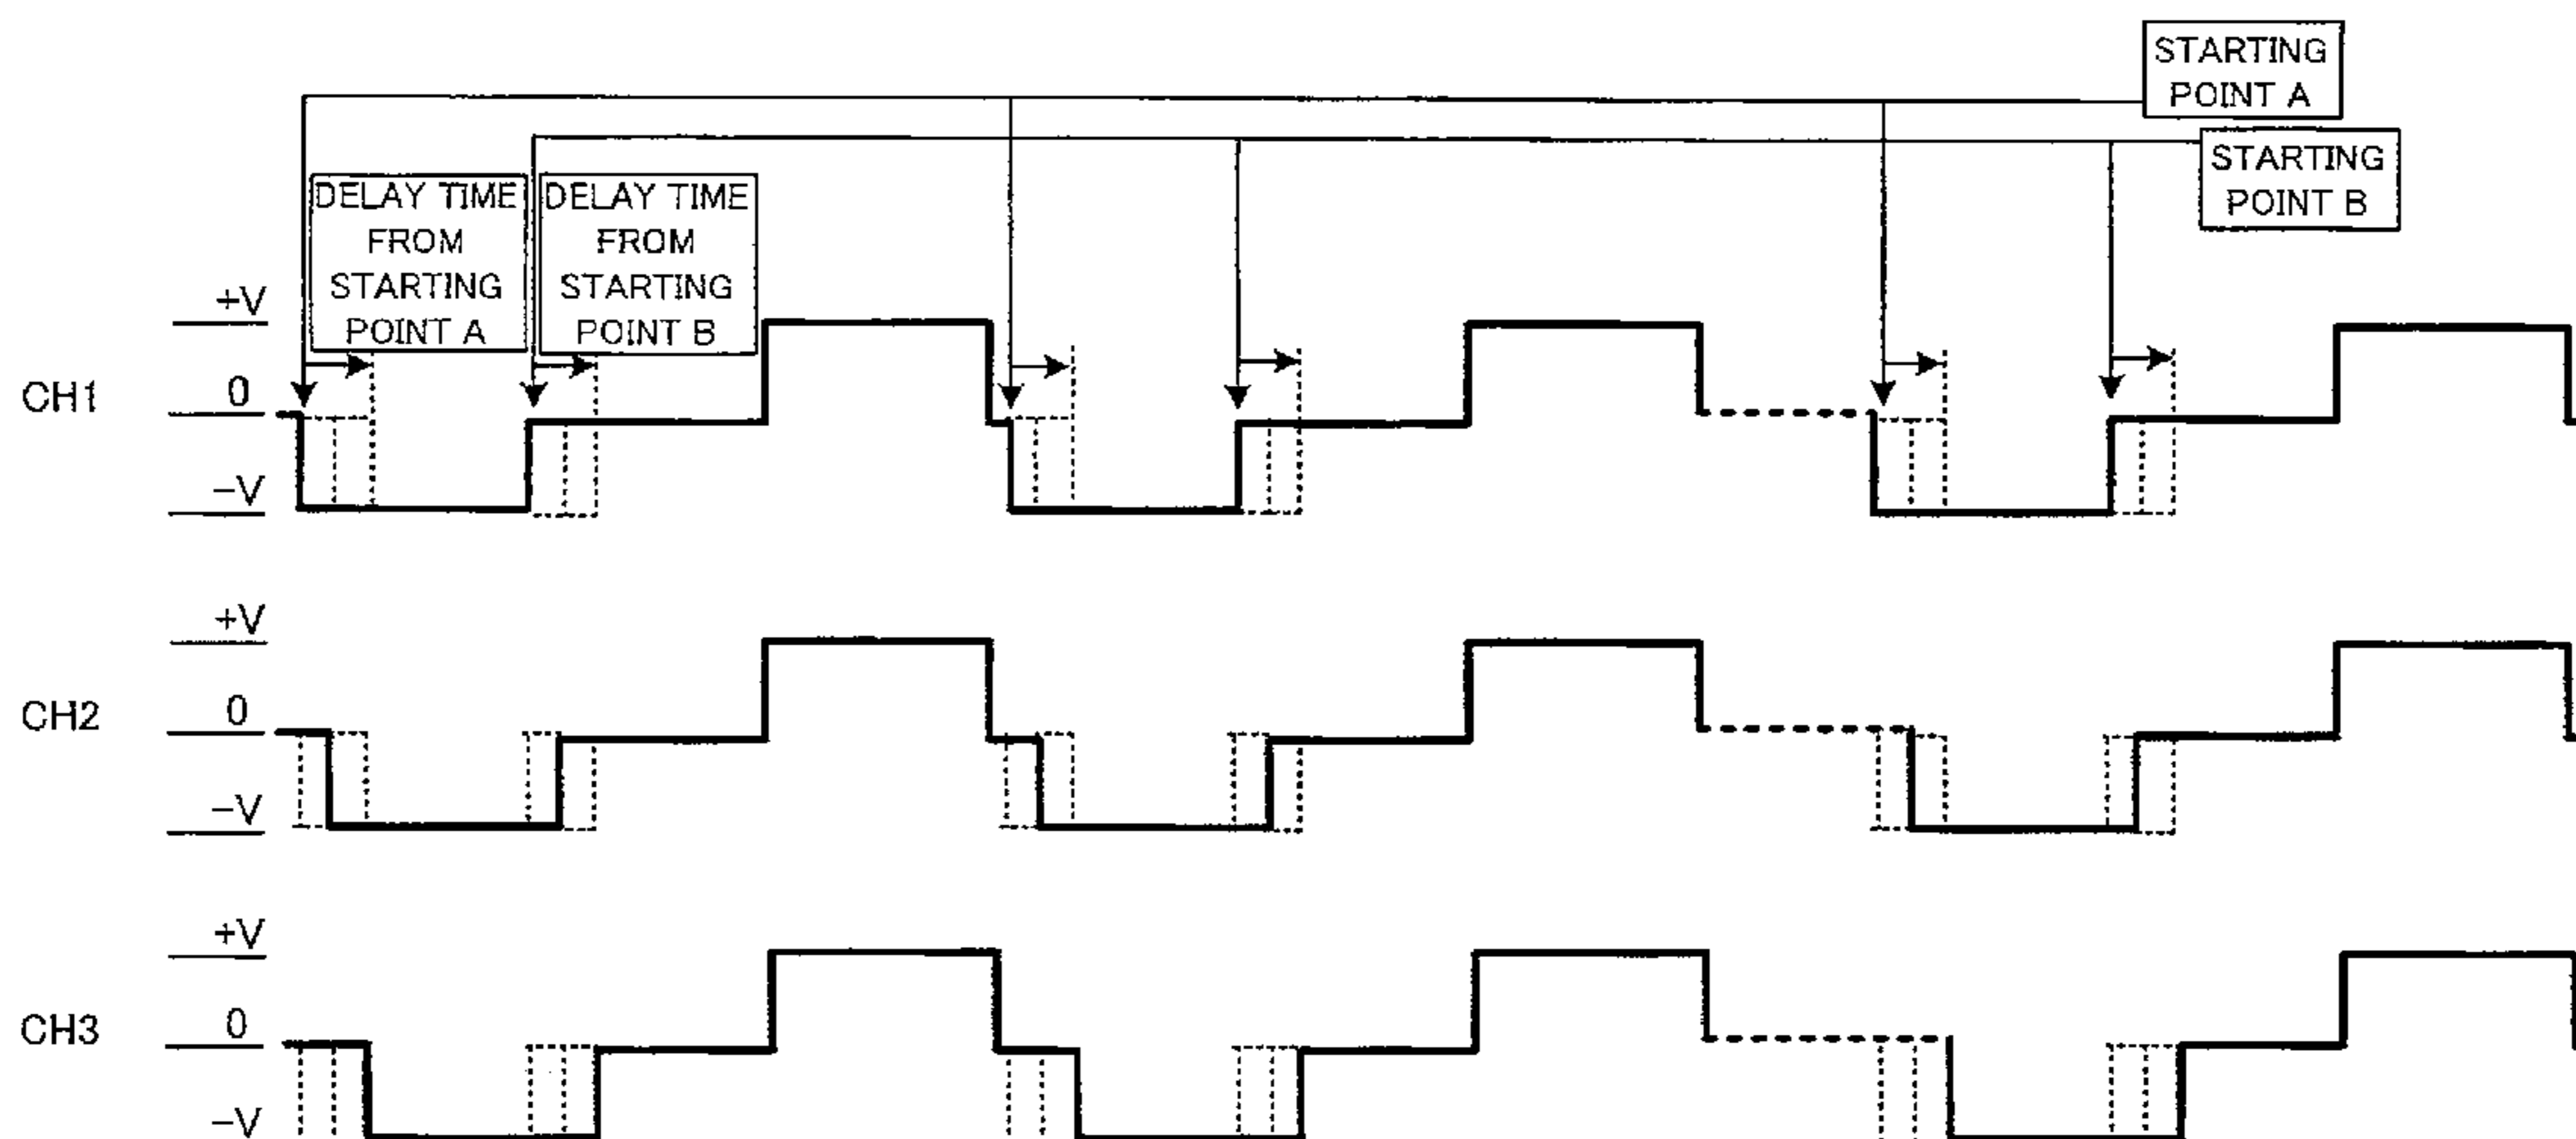 STARTING
POINT A
STARTING
POINT B
DELAY TIME
FROM
STARTING
POINT A
DELAY TIME
FROM
STARTING
POINT B
+V
CH1 0
−V
+V
CH2 0
−V
+V
CH3 0
−V